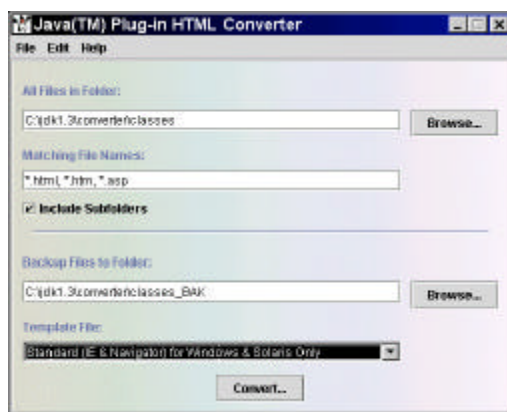 Java(TM) Plug-in HTML Converter
File Edit Help
All Files in Folder:
C:\jdk1.3\converter\classes
Browse...
Matching File Names:
*.html, *.htm, *.asp
Include Subfolders
Backup Files to Folder:
C:\jdk1.3\converter\classes_BAK
Browse...
Template File:
Standard (IE & Navigator) for Windows & Solaris Only
Convert...